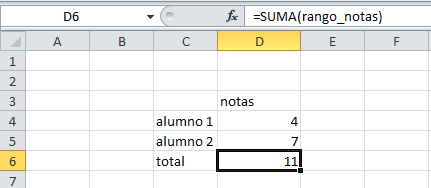 D6 fx =SUMA(rango_notas)
A B C D E F
1
2
3 notas
4 alumno 1 4
5 alumno 2 7
6 total 11
7